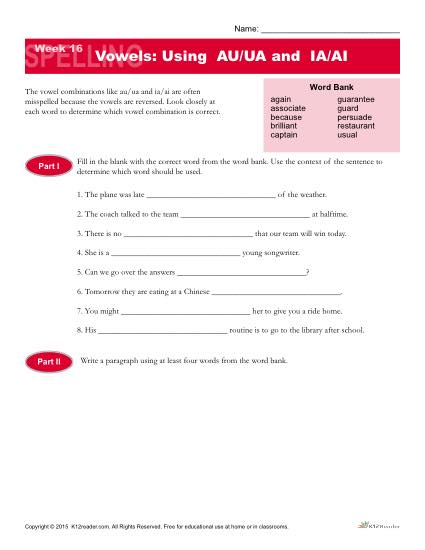 Name: ________________________________
SPELLING
Week 16
Vowels: Using AU/UA and IA/AI
The vowel combinations like au/ua and ia/ai are often
misspelled because the vowels are reversed. Look closely at
each word to determine which vowel combination is correct.
Word Bank
again guarantee
associate guard
because persuade
brilliant restaurant
captain usual
Part I
Fill in the blank with the correct word from the word bank. Use the context of the sentence to
determine which word should be used.
1. The plane was late ______________________________ of the weather.
2. The coach talked to the team ______________________________ at halftime.
3. There is no ______________________________ that our team will win today.
4. She is a ______________________________ young songwriter.
5. Can we go over the answers ______________________________?
6. Tomorrow they are eating at a Chinese ______________________________.
7. You might ______________________________ her to give you a ride home.
8. His ______________________________ routine is to go to the library after school.
Part II
Write a paragraph using at least four words from the word bank.
Copyright © 2015 K12reader.com. All Rights Reserved. Free for educational use at home or in classrooms.
K12Reader